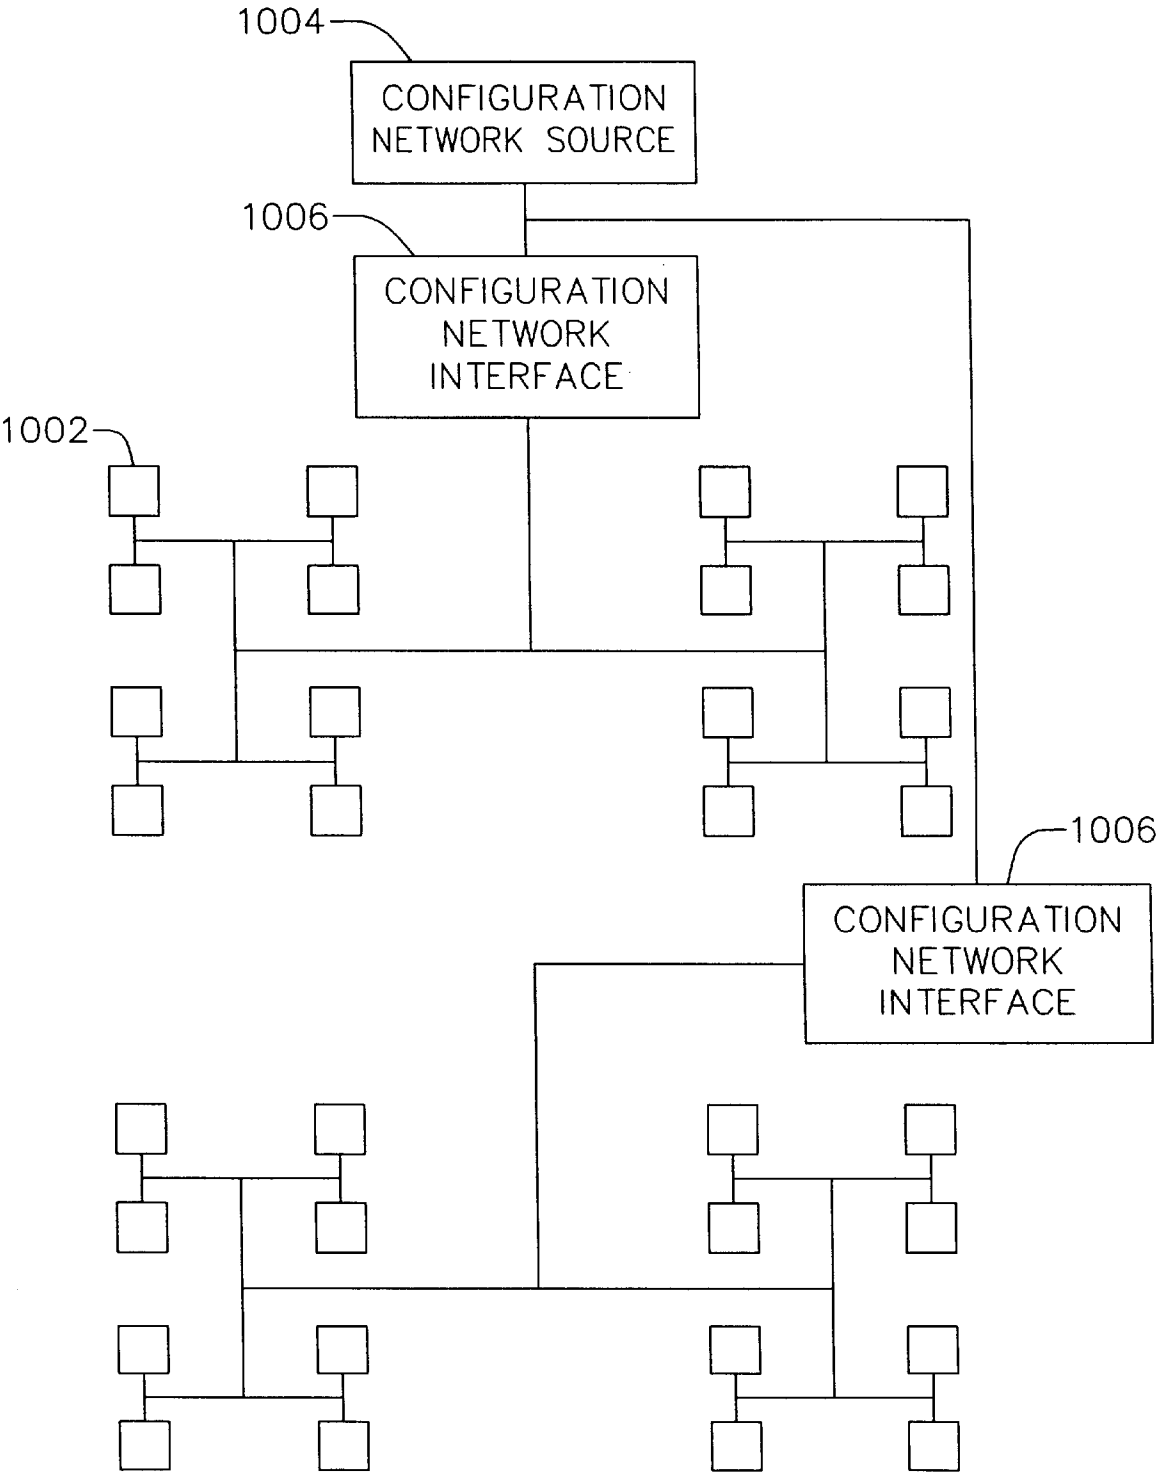 1004
CONFIGURATION
NETWORK SOURCE
1006
CONFIGURATION
NETWORK
INTERFACE
1002
1006
CONFIGURATION
NETWORK
INTERFACE